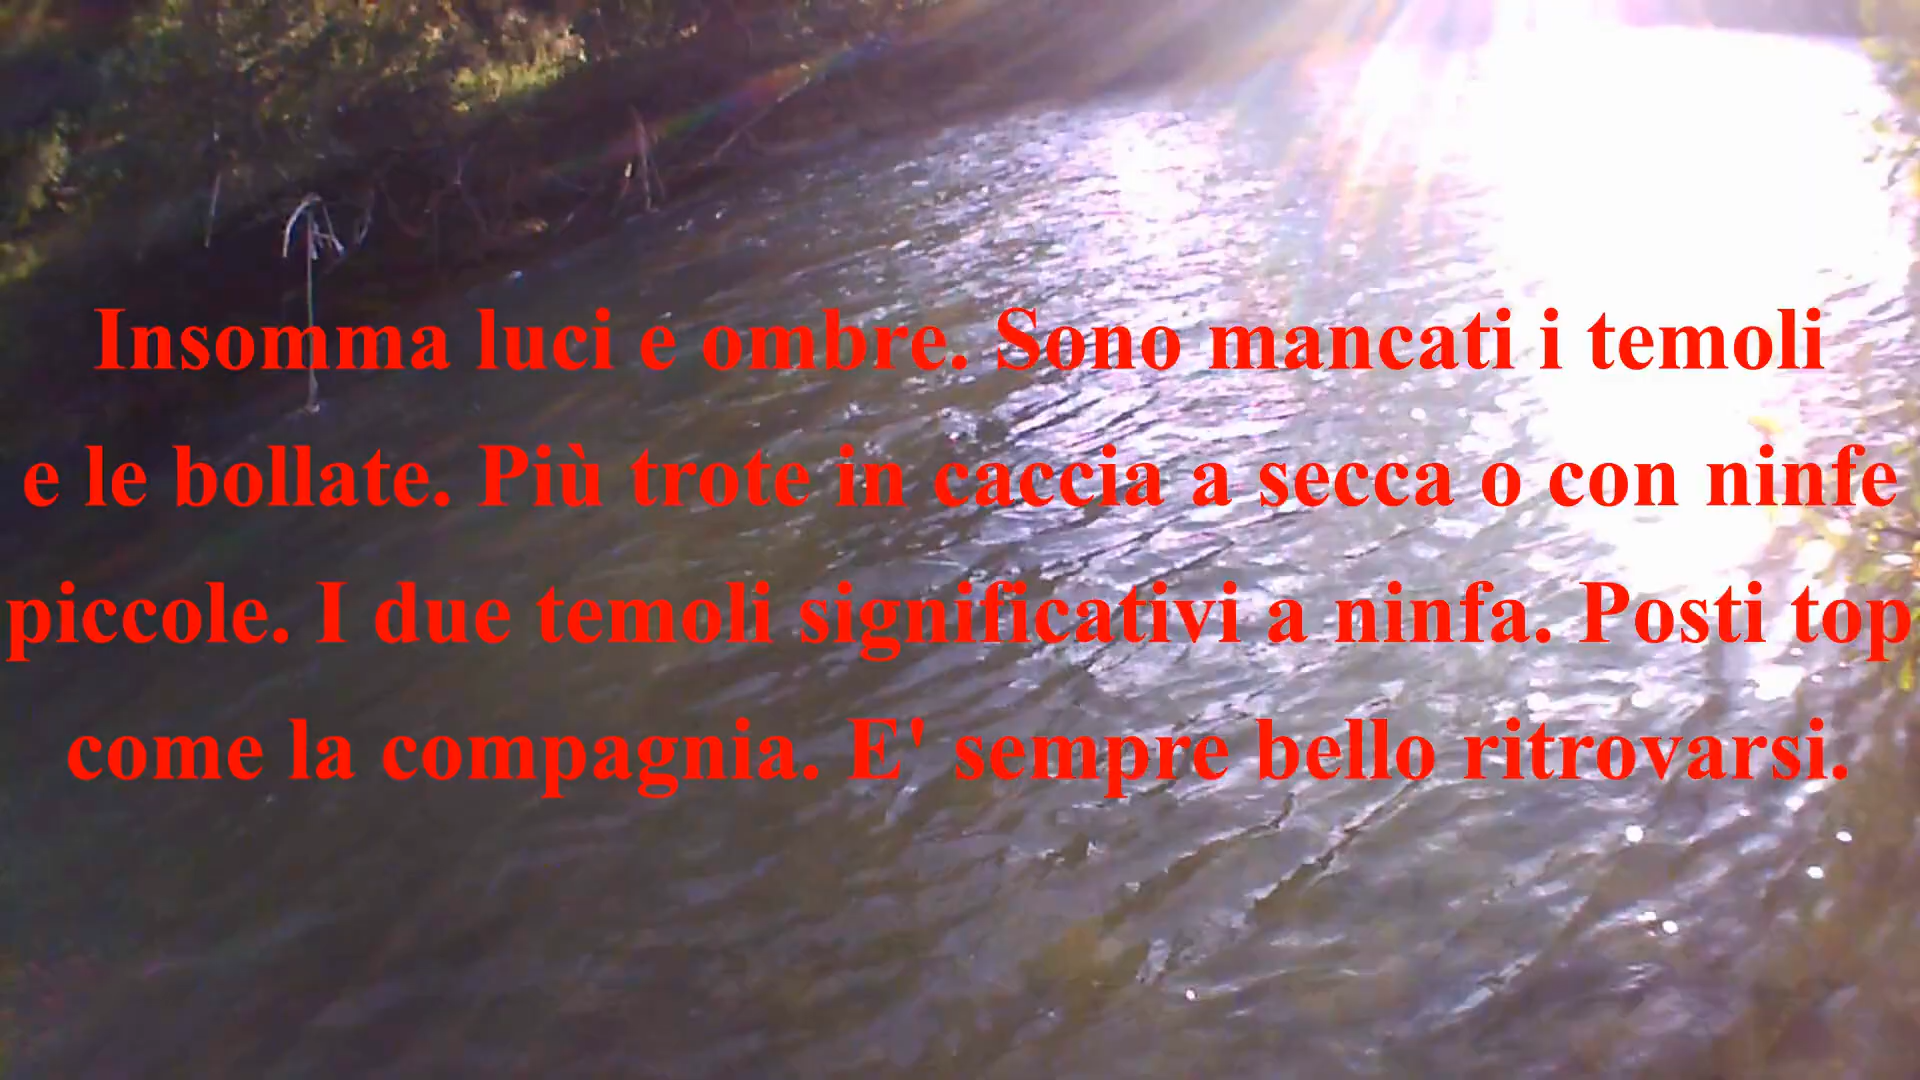 Insomma luci e ombre. Sono mancati i temoli
e le bollate. Più trote in caccia a secca o con ninfe
piccole. I due temoli significativi a ninfa. Posti top
come la compagnia. E' sempre bello ritrovarsi.